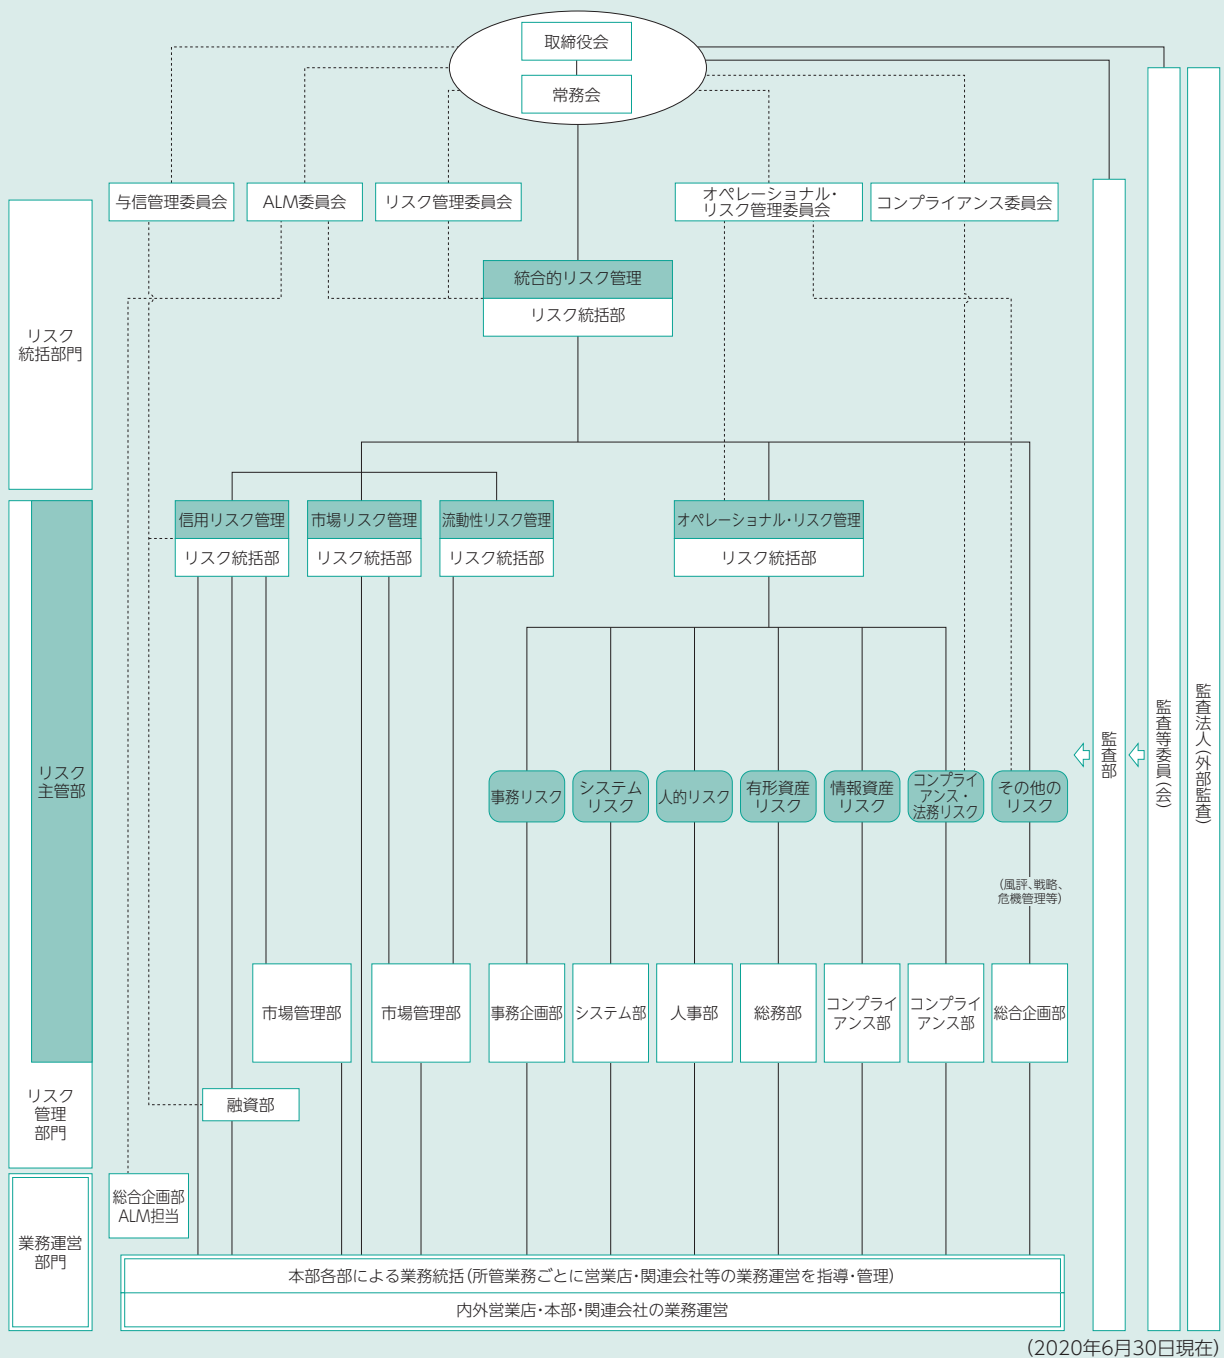 取締役会
常務会
与信管理委員会
ALM委員会
リスク管理委員会
オペレーショナル・
リスク管理委員会
コンプライアンス委員会
統合的リスク管理
リスク統括部
リスク
統括部門
信用リスク管理
リスク統括部
市場リスク管理
リスク統括部
流動性リスク管理
リスク統括部
オペレーショナル・リスク管理
リスク統括部
リスク
主管部
事務リスク
システム
リスク
人的リスク
有形資産
リスク
情報資産
リスク
コンプライ
アンス・
法務リスク
その他の
リスク
(風評、戦略、
危機管理等)
監査部
監査等委員(会)
監査法人(外部監査)
市場管理部
市場管理部
事務企画部
システム部
人事部
総務部
コンプライ
アンス部
コンプライ
アンス部
総合企画部
リスク
管理
部門
融資部
総合企画部
ALM担当
業務運営
部門
本部各部による業務統括(所管業務ごとに営業店・関連会社等の業務運営を指導・管理)
内外営業店・本部・関連会社の業務運営
(2020年6月30日現在)